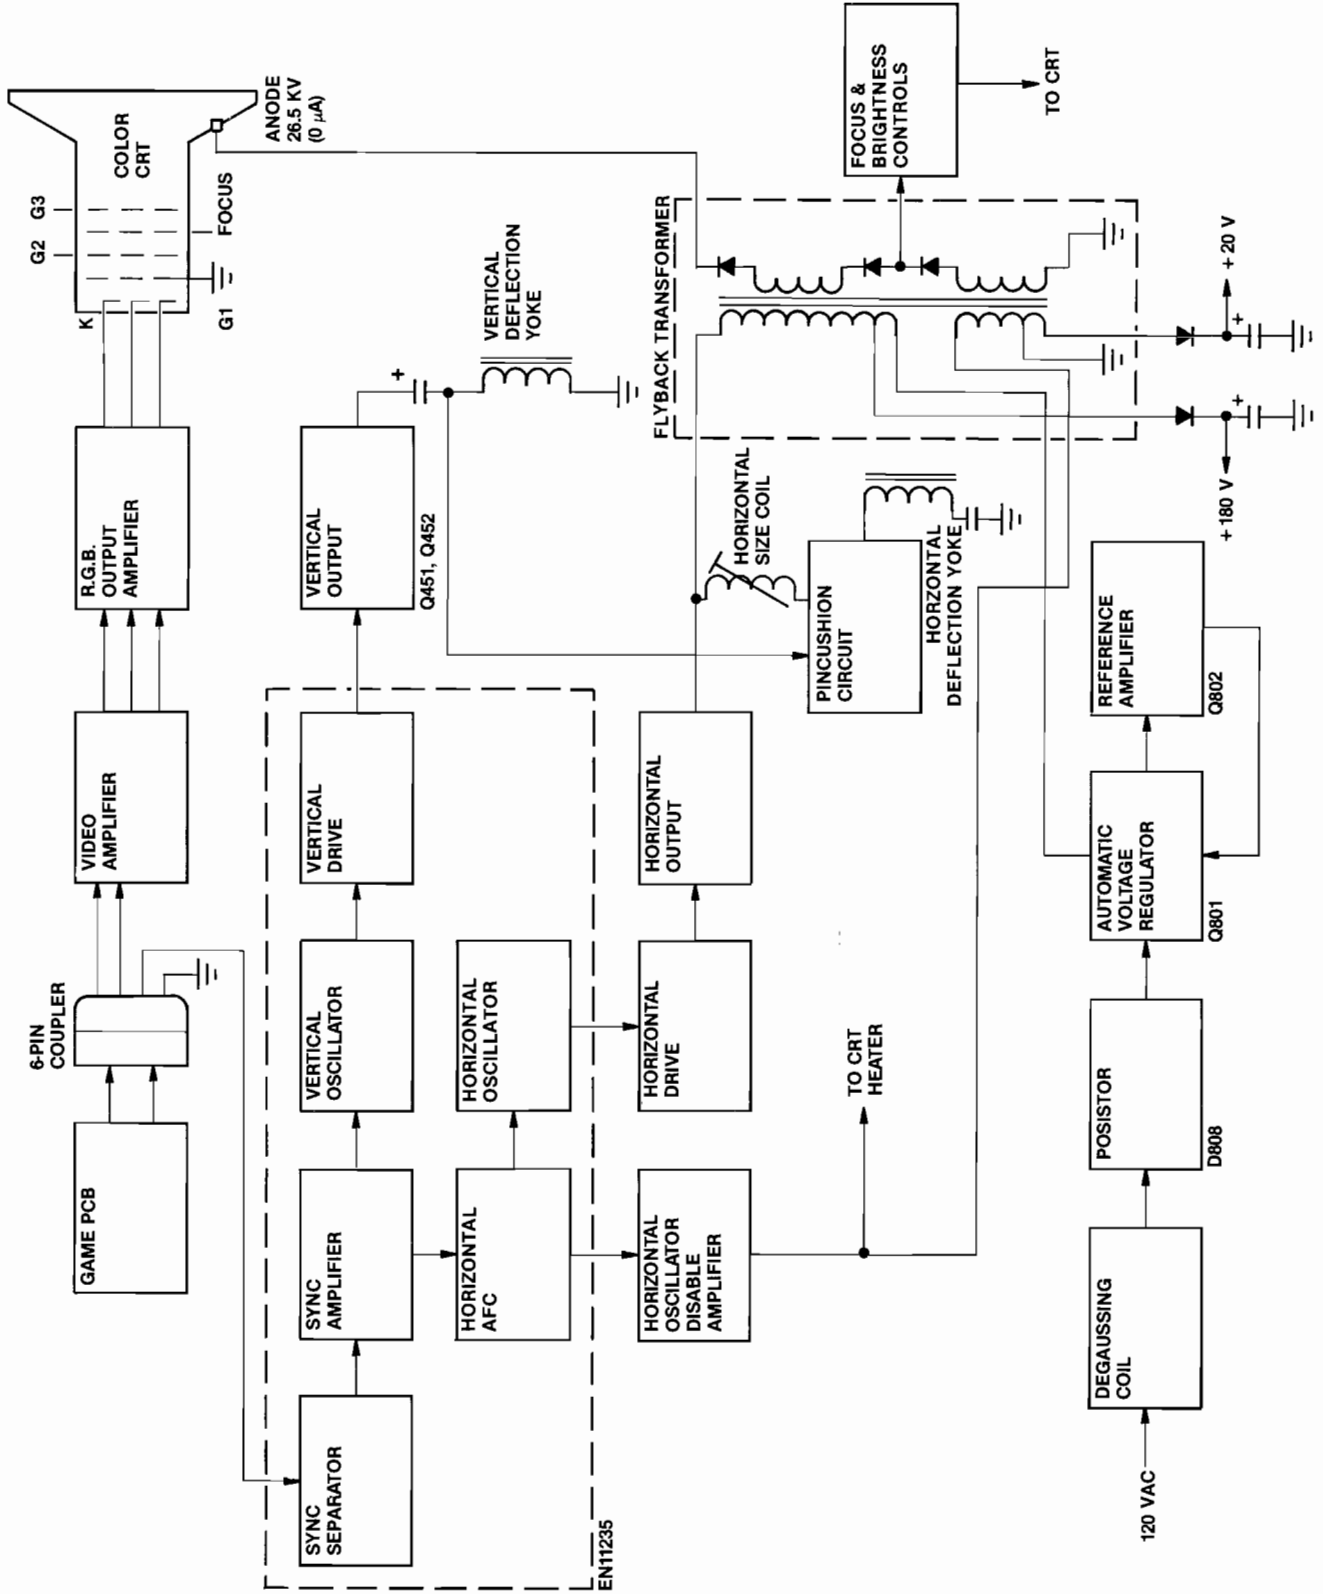 GAME PCB
6-PIN
COUPLER
VIDEO
AMPLIFIER
R.G.B.
OUTPUT
AMPLIFIER
K
G1
G2
G3
FOCUS
COLOR
CRT
ANODE
26.5 KV
(0 μA)
SYNC
SEPARATOR
SYNC
AMPLIFIER
VERTICAL
OSCILLATOR
VERTICAL
DRIVE
VERTICAL
OUTPUT
Q451, Q452
+
VERTICAL
DEFLECTION
YOKE
HORIZONTAL
AFC
HORIZONTAL
OSCILLATOR
EN11235
HORIZONTAL
OSCILLATOR
DISABLE
AMPLIFIER
HORIZONTAL
DRIVE
HORIZONTAL
OUTPUT
HORIZONTAL
SIZE COIL
PINCUSHION
CIRCUIT
HORZONTAL
DEFLECTION YOKE
FLYBACK TRANSFORMER
FOCUS &
BRIGHTNESS
CONTROLS
TO CRT
TO CRT
HEATER
120 VAC
DEGAUSSING
COIL
POSISTOR
D808
AUTOMATIC
VOLTAGE
REGULATOR
Q801
REFERENCE
AMPLIFIER
Q802
+180 V
+
+20 V
+